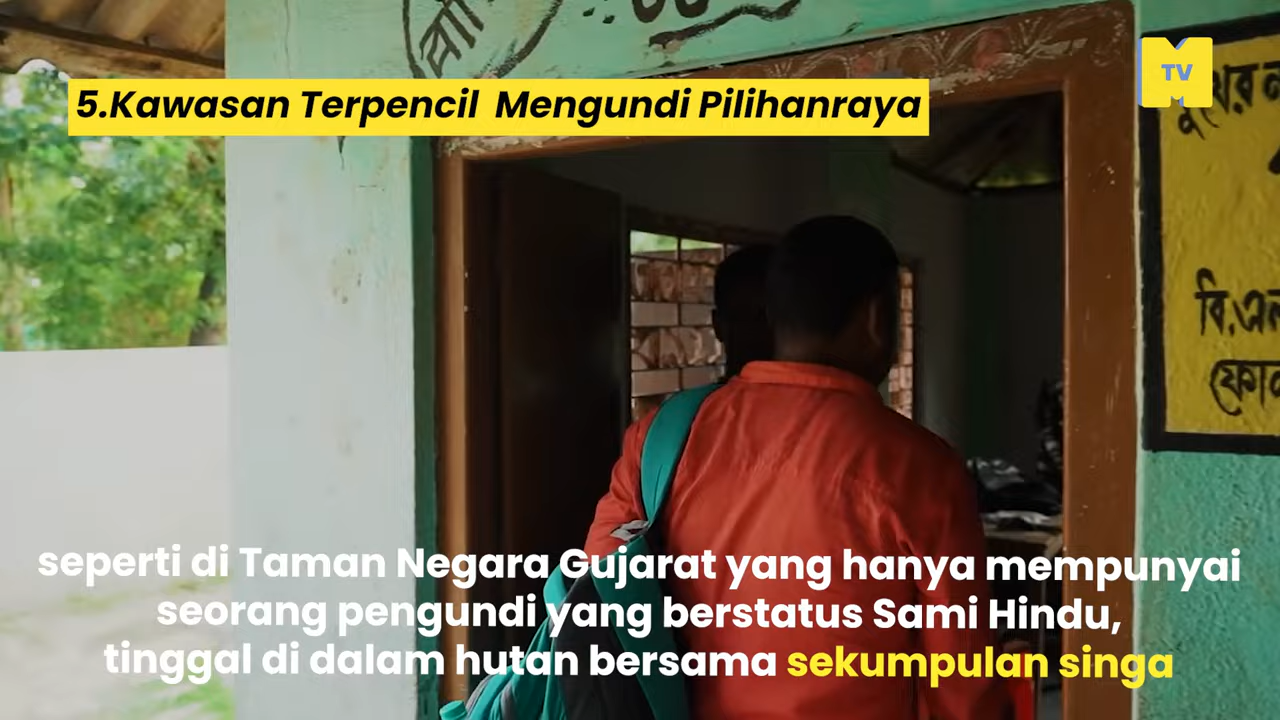 বাঁশি
5.Kawasan Terpencil Mengundi Pilihanraya
TV
seperti di Taman Negara Gujarat yang hanya mempunyai
seorang pengundi yang berstatus Sami Hindu,
tinggal di dalam hutan bersama sekumpulan singa